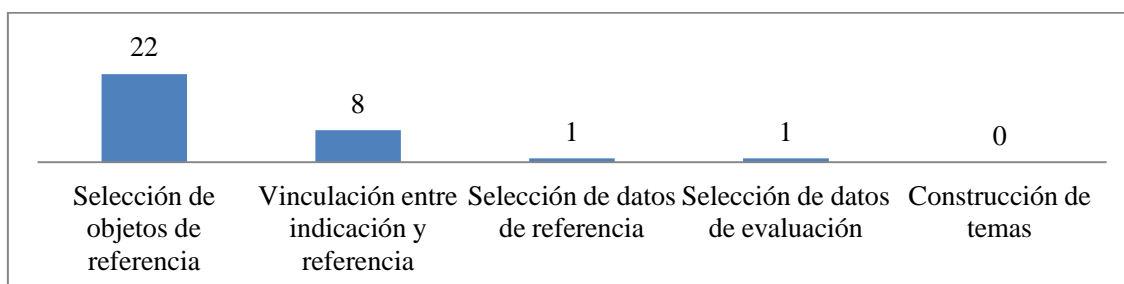 22
8
1
1
0
Selección de
objetos de
referencia
Vinculación entre
indicación y
referencia
Selección de datos
de referencia
Selección de datos
de evaluación
Construcción de
temas